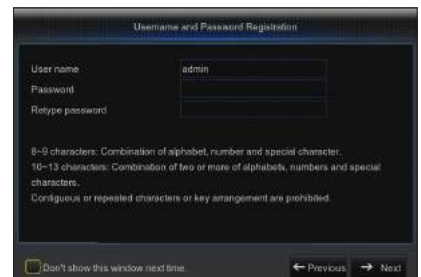 Username and Password Registration
User name admin
Password
Retype password
8~9 characters: Combination of alphabet, number and special character.
10~13 characters: Combination of two or more of alphabets, numbers and special
characters.
Contiguous or repeated characters or key arrangement are prohibited.
Don't show this window next time.
Previous Next